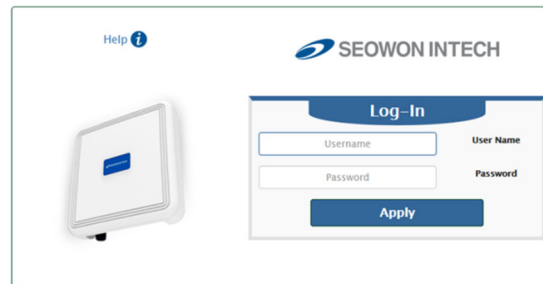 Help
SEOWON INTECH
Log-In
Username
User Name
Password
Password
Apply